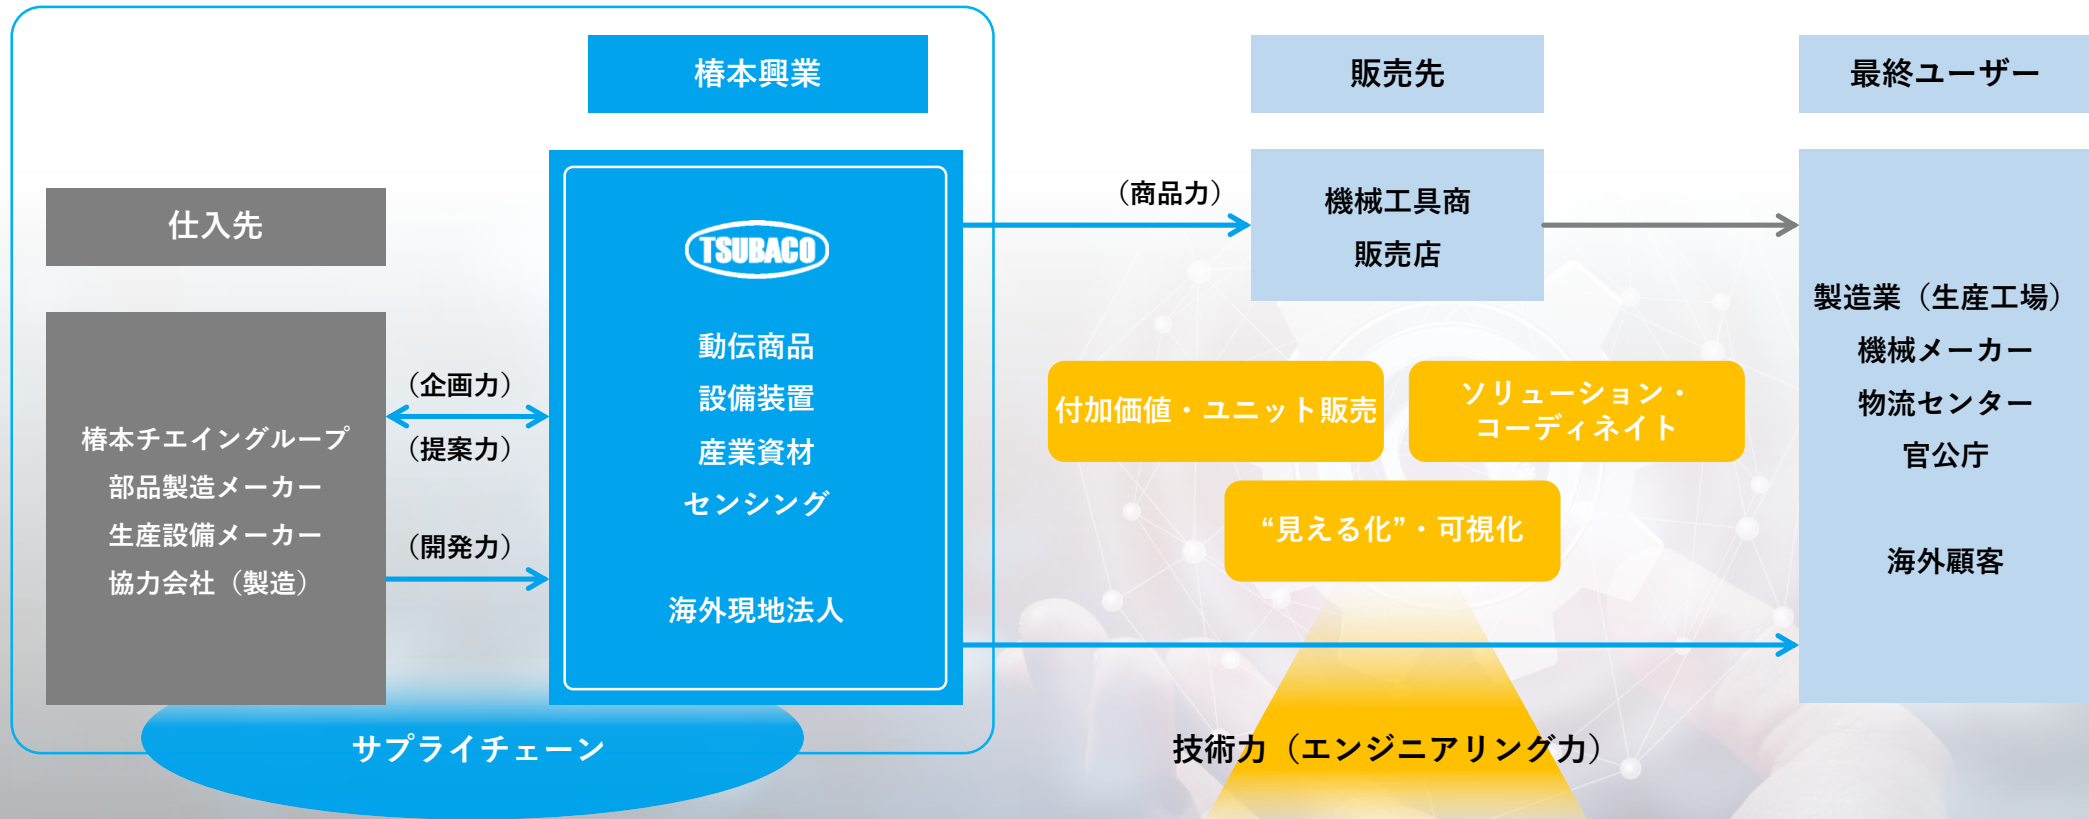 椿本興業
販売先
最終ユーザー
仕入先
椿本チエイングループ
部品製造メーカー
生産設備メーカー
協力会社（製造）
（企画力）
（提案力）
（開発力）
TSUBACO
動伝商品
設備装置
産業資材
センシング
海外現地法人
サプライチェーン
（商品力）
機械工具商
販売店
付加価値・ユニット販売
ソリューション・
コーディネイト
“見える化”・可視化
技術力（エンジニアリング力）
製造業（生産工場）
機械メーカー
物流センター
官公庁
海外顧客